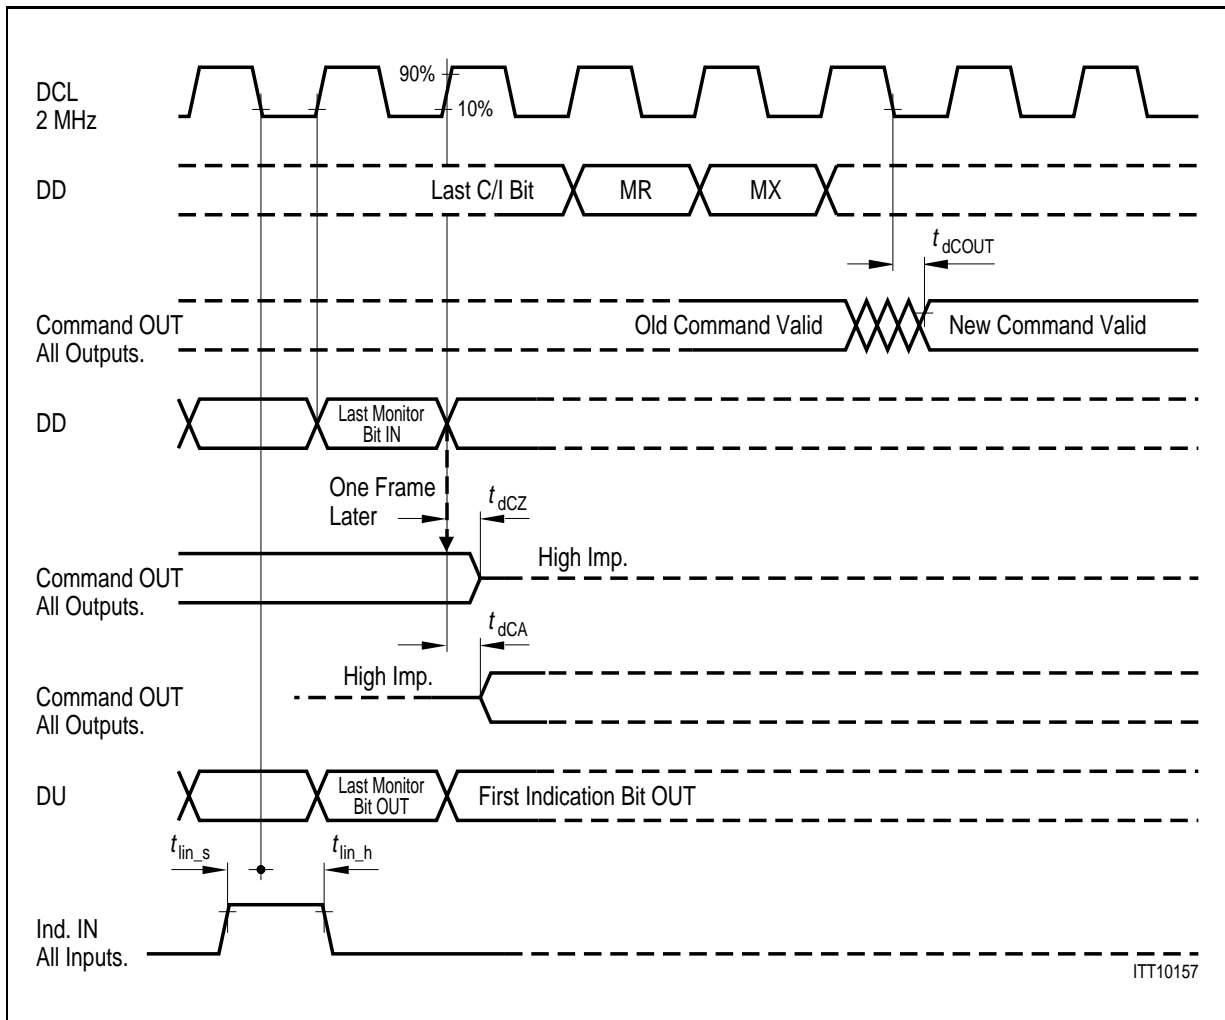 DCL
2 MHz
90%
10%
DD
Last C/I Bit
MR
MX
t dCOUT
Command OUT
All Outputs.
Old Command Valid
New Command Valid
DD
Last Monitor
Bit IN
One Frame
Later
t dCZ
High Imp.
Command OUT
All Outputs.
t dCA
High Imp.
Command OUT
All Outputs.
DU
Last Monitor
Bit OUT
First Indication Bit OUT
t Iin_s
t Iin_h
Ind. IN
All Inputs.
ITT10157